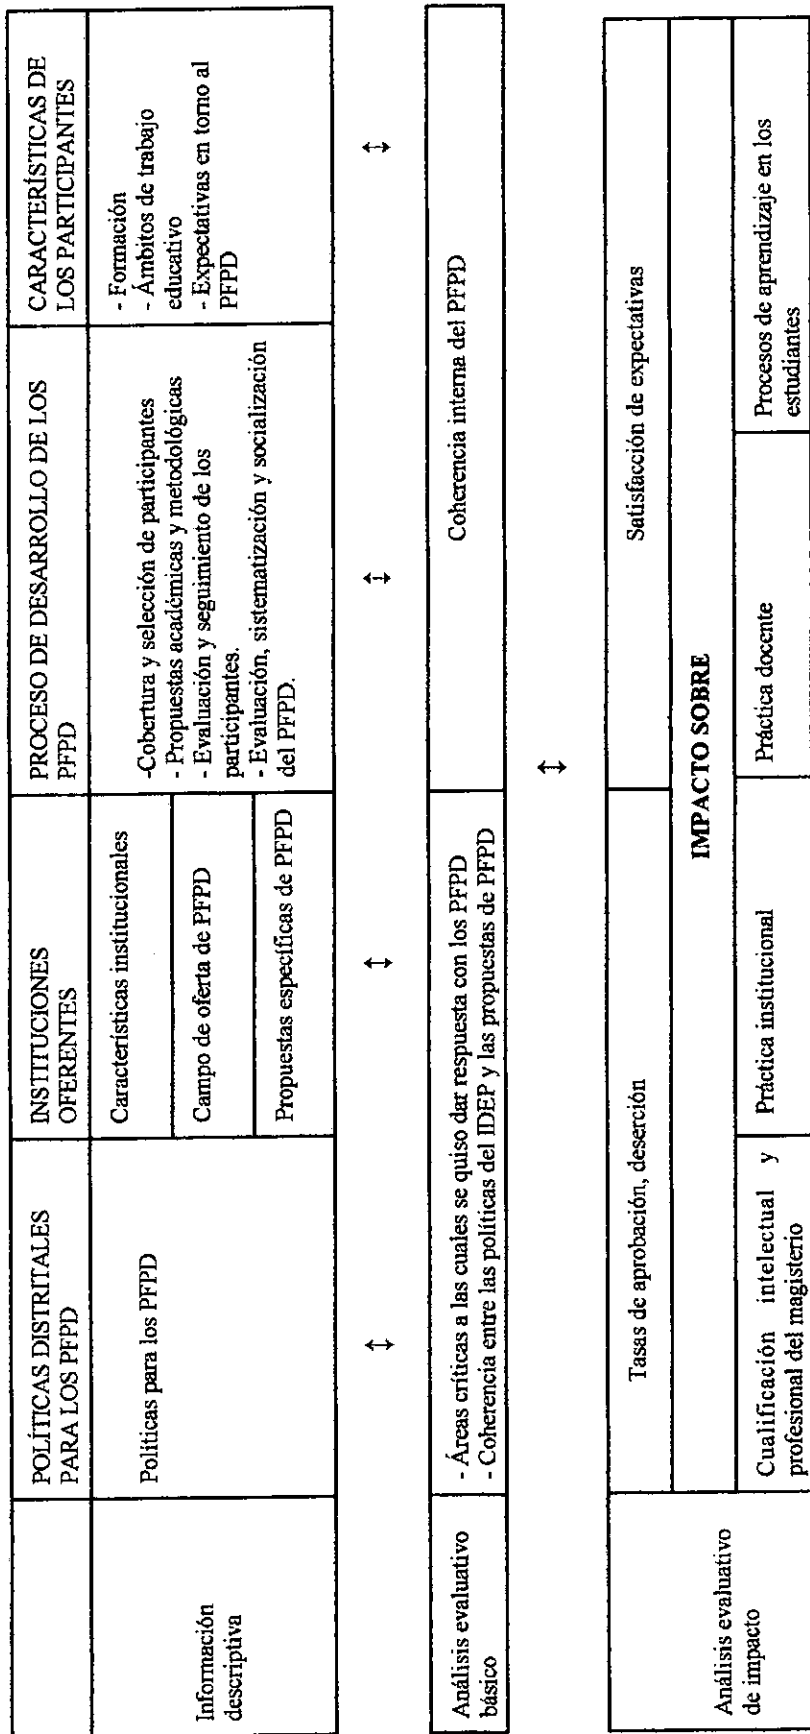 POLÍTICAS DISTRITALES
PARA LOS PFPD
INSTITUCIONES
OFERENTES
PROCESO DE DESARROLLO DE LOS
PFPD
CARACTERÍSTICAS DE
LOS PARTICIPANTES
Información
descriptiva
Políticas para los PFPD
Características institucionales
Campo de oferta de PFPD
Propuestas específicas de PFPD
-Cobertura y selección de participantes
- Propuestas académicas y metodológicas
- Evaluación y seguimiento de los
participantes.
- Evaluación, sistematización y socialización
del PFPD.
- Formación
- Ámbitos de trabajo
educativo
- Expectativas en torno al
PFPD
↕ ↕ ↕ ↕
Análisis evaluativo
básico
- Áreas críticas a las cuales se quiso dar respuesta con los PFPD
- Coherencia entre las políticas del IDEP y las propuestas de PFPD
Coherencia interna del PFPD
↕
Análisis evaluativo
de impacto
Tasas de aprobación, deserción
Satisfacción de expectativas
IMPACTO SOBRE
Cualificación intelectual y
profesional del magisterio
Práctica institucional
Práctica docente
Procesos de aprendizaje en los
estudiantes